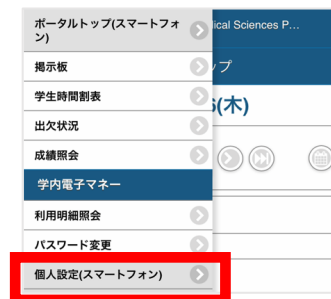 ポータルトップ(スマートフォ
ン)
ical Sciences P...
掲示板
ップ
学生時間割表
6(木)
出欠状況
成績照会
学内電子マネー
利用明細照会
パスワード変更
個人設定(スマートフォン)